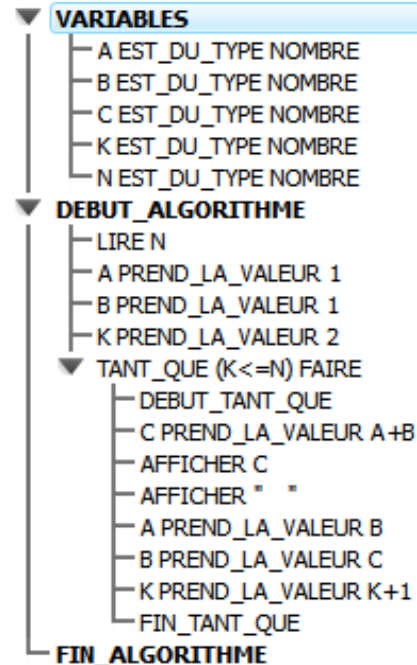 VARIABLES
A EST_DU_TYPE NOMBRE
B EST_DU_TYPE NOMBRE
C EST_DU_TYPE NOMBRE
K EST_DU_TYPE NOMBRE
N EST_DU_TYPE NOMBRE
DEBUT_ALGORITHME
LIRE N
A PREND_LA_VALEUR 1
B PREND_LA_VALEUR 1
K PREND_LA_VALEUR 2
TANT_QUE (K<=N) FAIRE
DEBUT_TANT_QUE
C PREND_LA_VALEUR A+B
AFFICHER C
AFFICHER "  "
A PREND_LA_VALEUR B
B PREND_LA_VALEUR C
K PREND_LA_VALEUR K+1
FIN_TANT_QUE
FIN_ALGORITHME